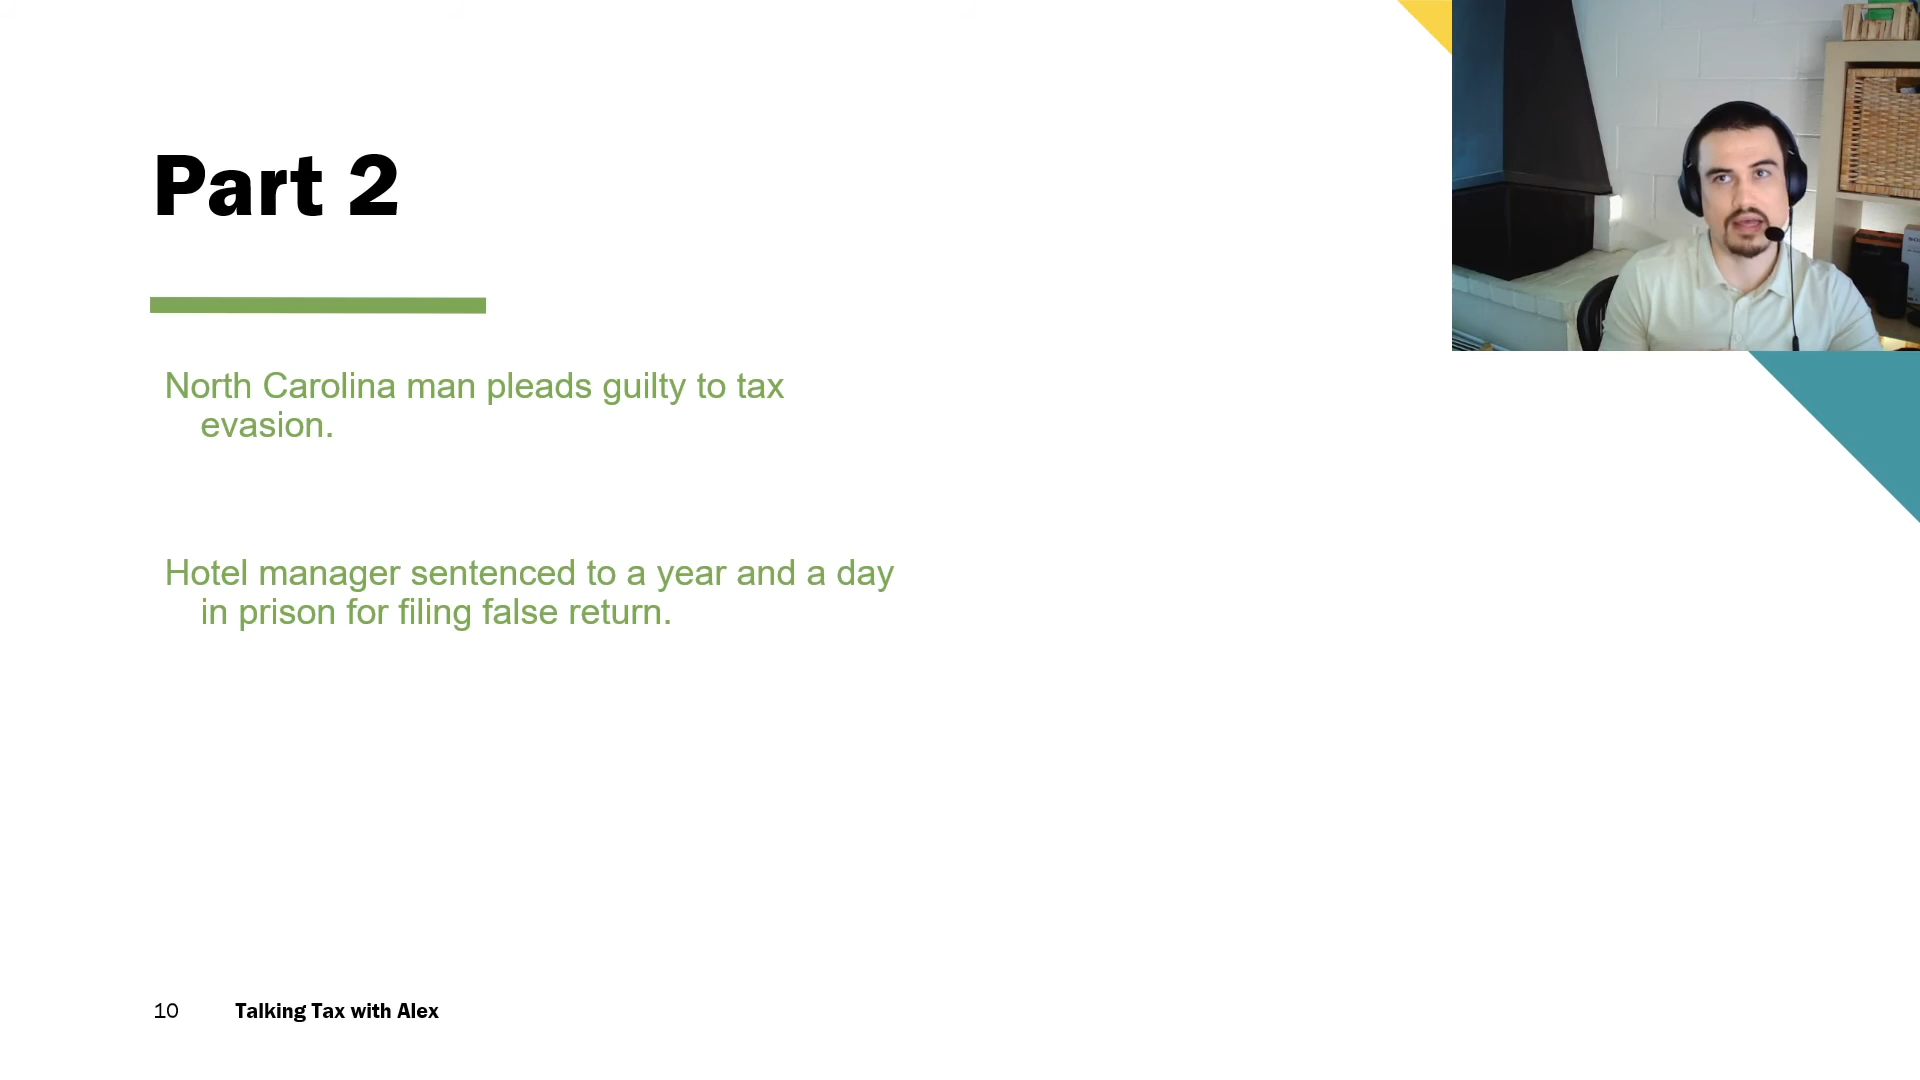 Part 2
North Carolina man pleads guilty to tax
evasion.
Hotel manager sentenced to a year and a day
in prison for filing false return.
10 Talking Tax with Alex